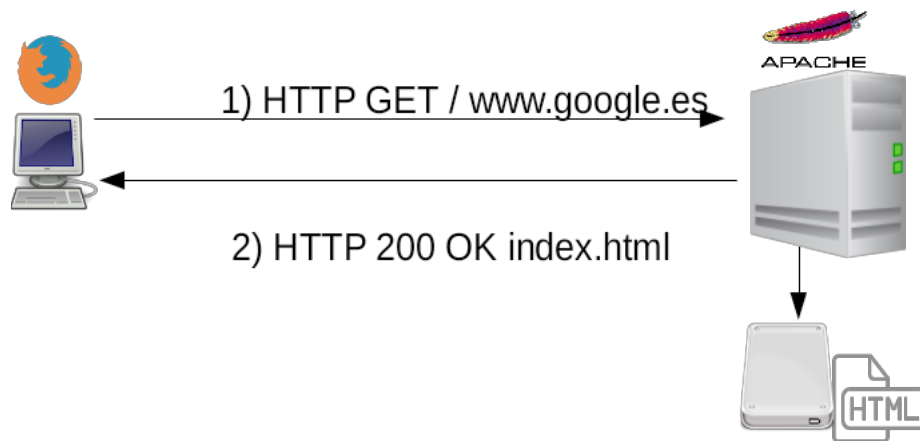 APACHE
1) HTTP GET / www.google.es
2) HTTP 200 OK index.html
HTML